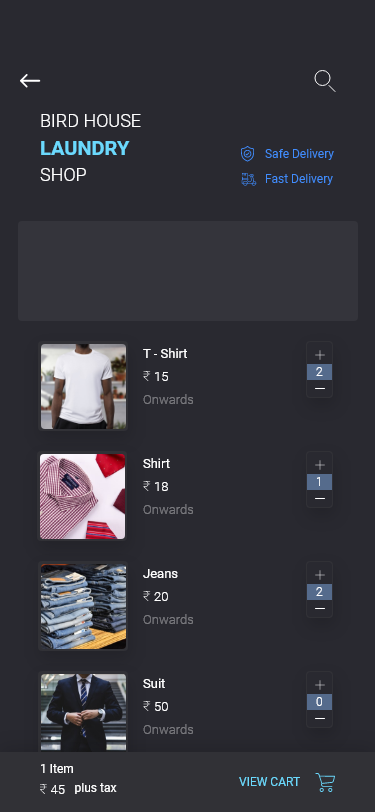 BIRD HOUSE
LAUNDRY
SHOP
Safe Delivery
Fast Delivery
T - Shirt
₹ 15
Onwards
+
2
–
Shirt
₹ 18
Onwards
+
1
–
Jeans
₹ 20
Onwards
+
2
–
Suit
₹ 50
Onwards
+
0
–
1 Item
₹ 45 plus tax
VIEW CART